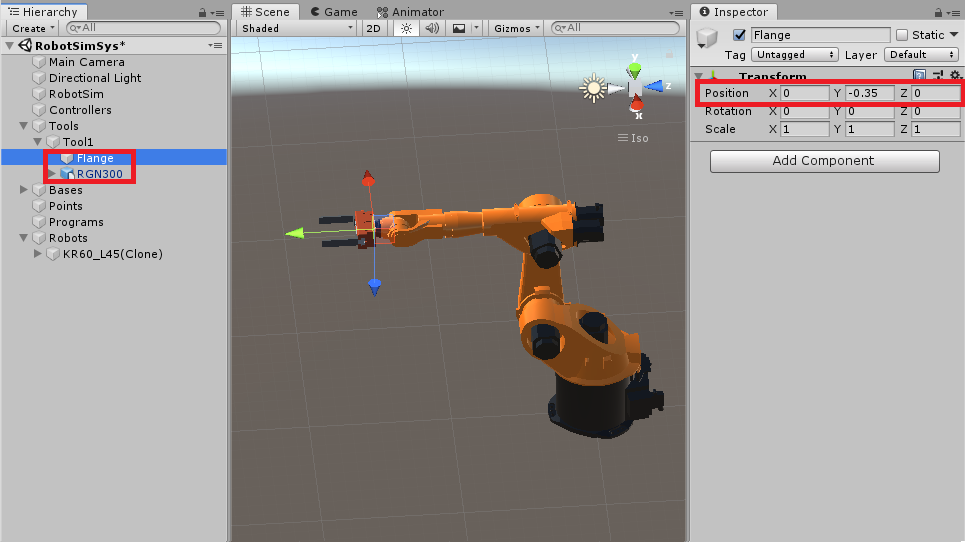 Hierarchy
Create
All
RobotSimSys*
Main Camera
Directional Light
RobotSim
Controllers
Tools
Tool1
Flange
RGN300
Bases
Points
Programs
Robots
KR60_L45(Clone)
Scene
Game
Animator
Shaded
2D
Gizmos
All
y
z
x
Iso
Inspector
Flange
Static
Tag Untagged Layer Default
Transform
Position X 0 Y -0.35 Z 0
Rotation X 0 Y 0 Z 0
Scale X 1 Y 1 Z 1
Add Component